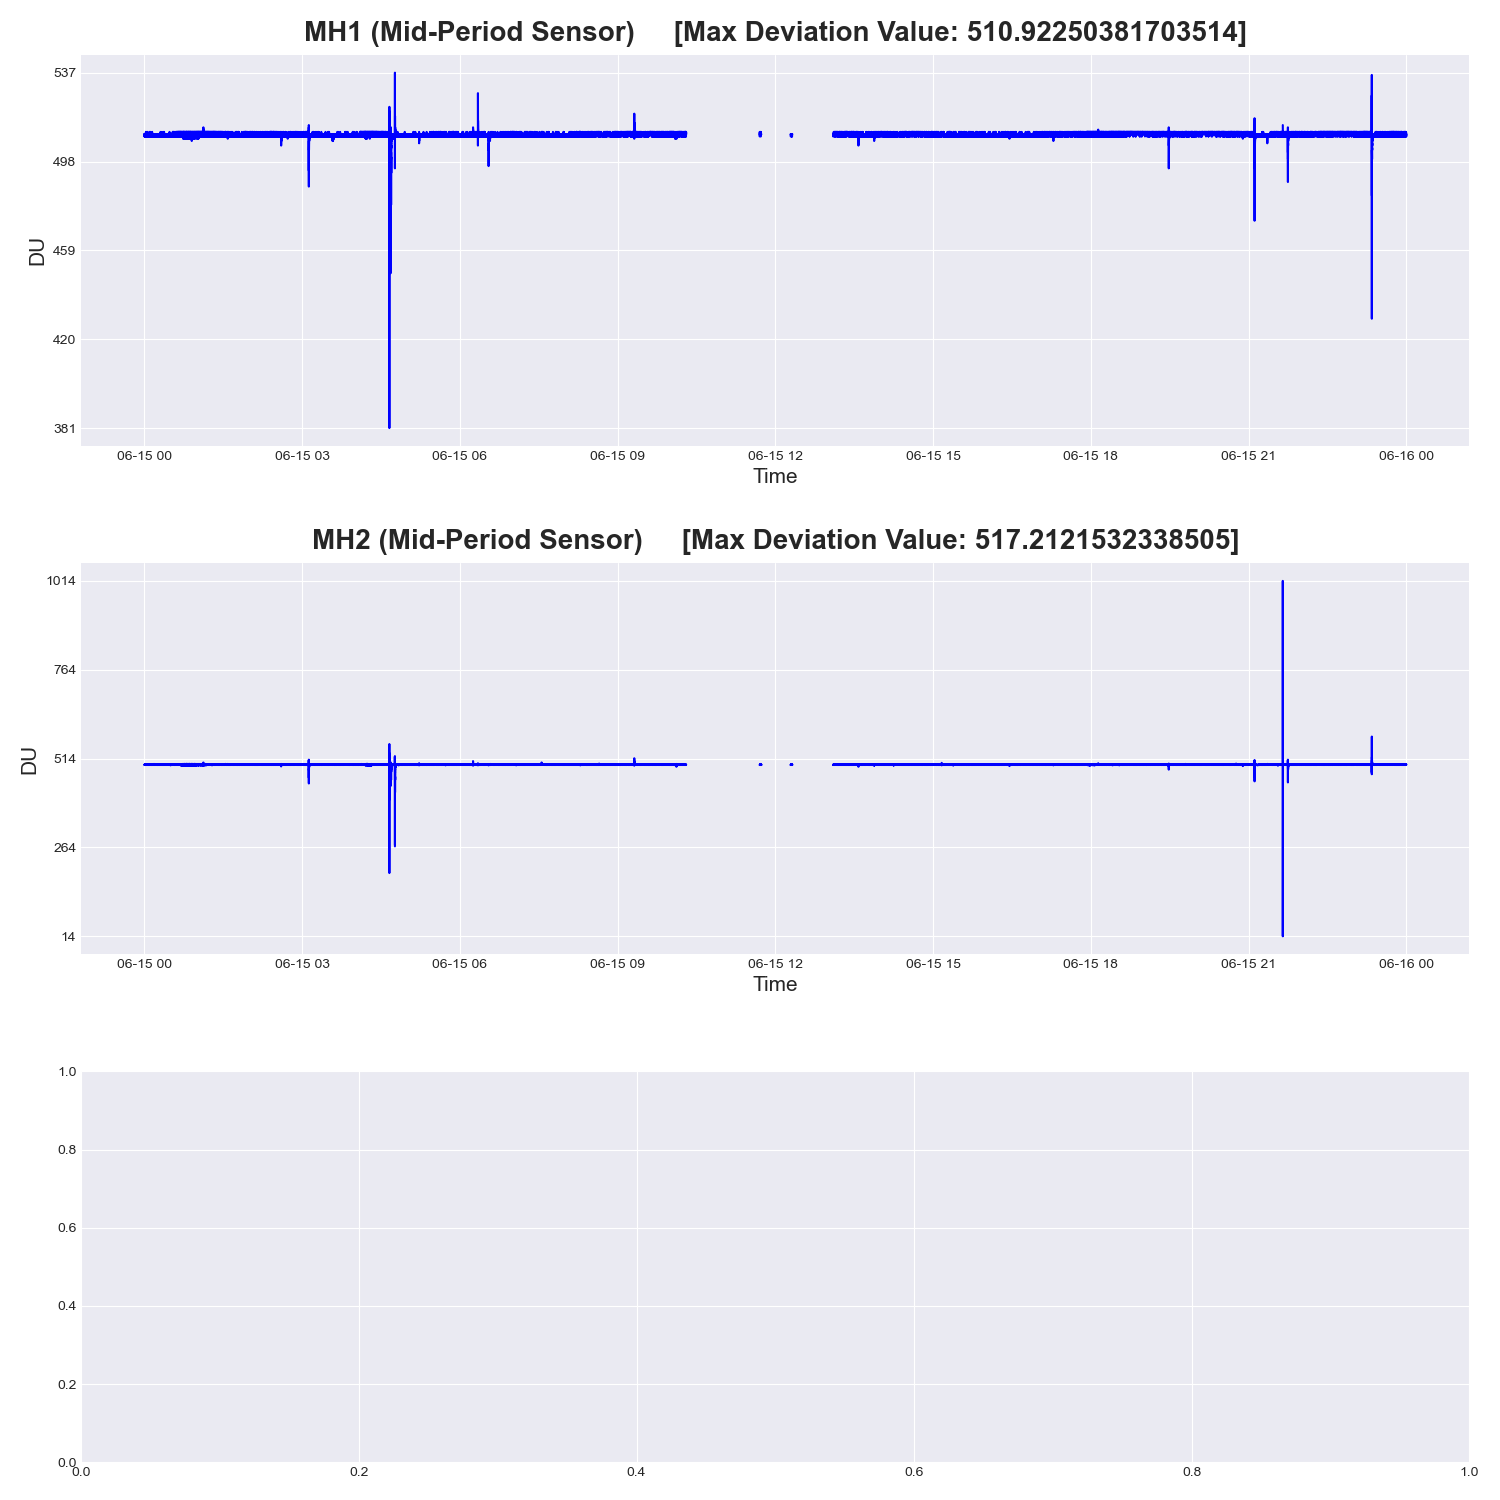 MH1 (Mid-Period Sensor) [Max Deviation Value: 510.92250381703514]
537
498
459
420
381
DU
06-15 00 06-15 03 06-15 06 06-15 09 06-15 12 06-15 15 06-15 18 06-15 21 06-16 00
Time
MH2 (Mid-Period Sensor) [Max Deviation Value: 517.2121532338505]
1014
764
514
264
14
DU
06-15 00 06-15 03 06-15 06 06-15 09 06-15 12 06-15 15 06-15 18 06-15 21 06-16 00
Time
1.0
0.8
0.6
0.4
0.2
0.0
0.0 0.2 0.4 0.6 0.8 1.0